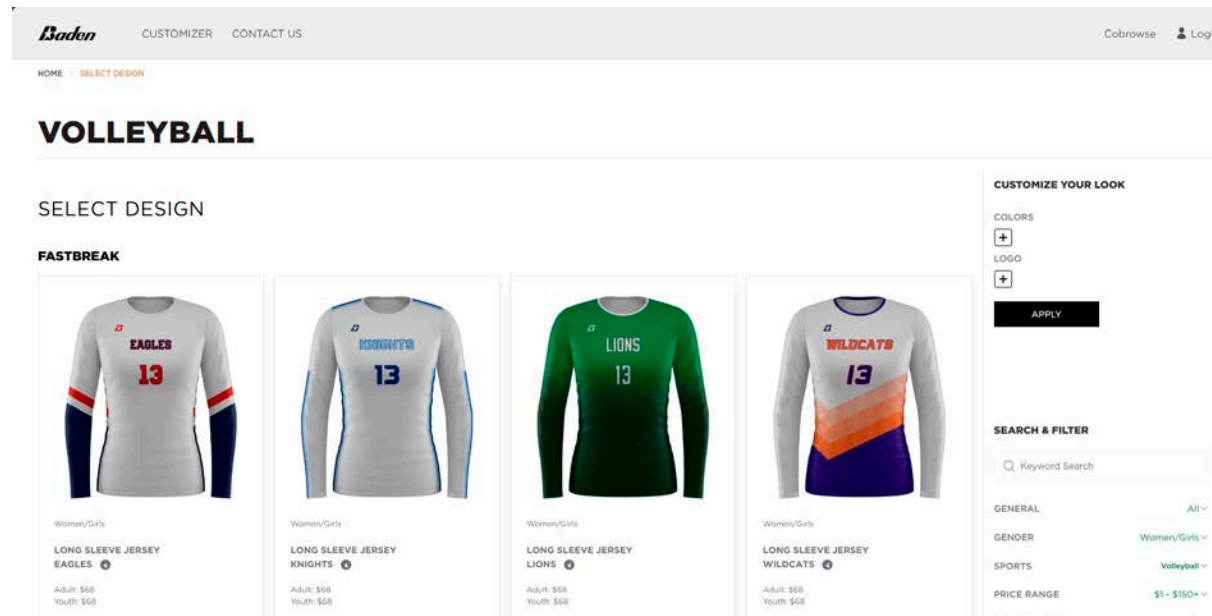 Baden CUSTOMIZER CONTACT US Cobrowse Logi
HOME / SELECT DESIGN
VOLLEYBALL
SELECT DESIGN
FASTBREAK
EAGLES
13
KNIGHTS
13
LIONS
13
WILDCATS
13
Women/Girls
LONG SLEEVE JERSEY
EAGLES
Adult: $68
Youth: $68
Women/Girls
LONG SLEEVE JERSEY
KNIGHTS
Adult: $68
Youth: $68
Women/Girls
LONG SLEEVE JERSEY
LIONS
Adult: $68
Youth: $68
Women/Girls
LONG SLEEVE JERSEY
WILDCATS
Adult: $68
Youth: $68
CUSTOMIZE YOUR LOOK
COLORS
+
LOGO
+
APPLY
SEARCH & FILTER
Keyword Search
GENERAL All
GENDER Women/Girls
SPORTS Volleyball
PRICE RANGE $1 - $150+